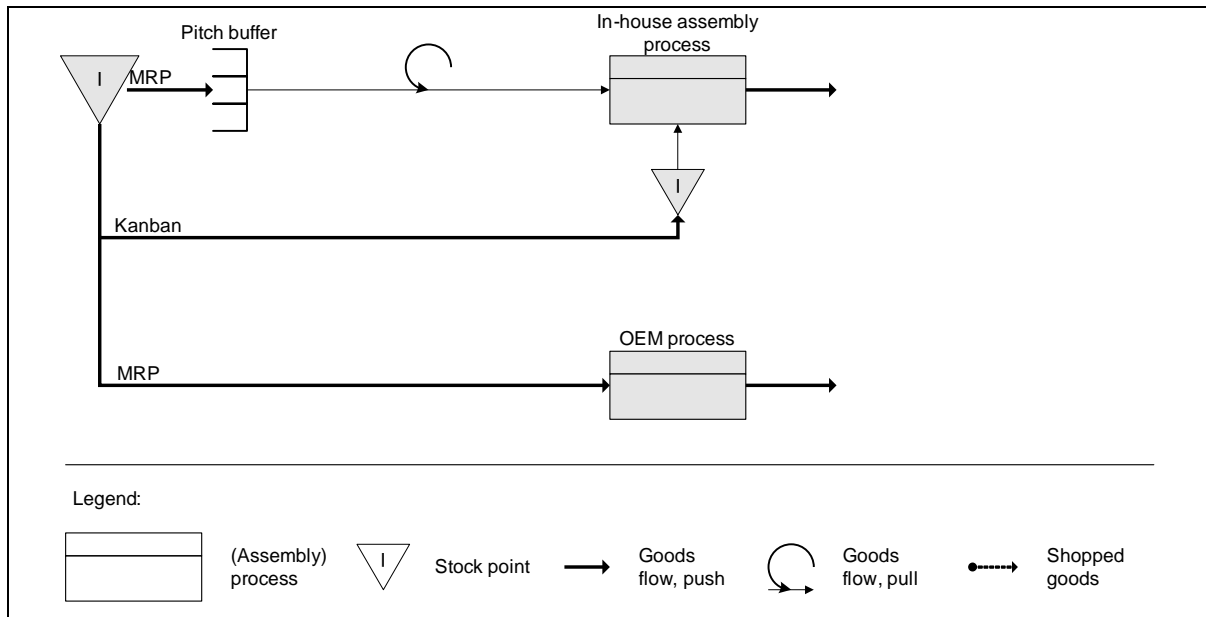 In-house assembly
process
Pitch buffer
I
MRP
I
Kanban
OEM process
MRP
Legend:
(Assembly)
process
I
Stock point
Goods
flow, push
Goods
flow, pull
Shopped
goods